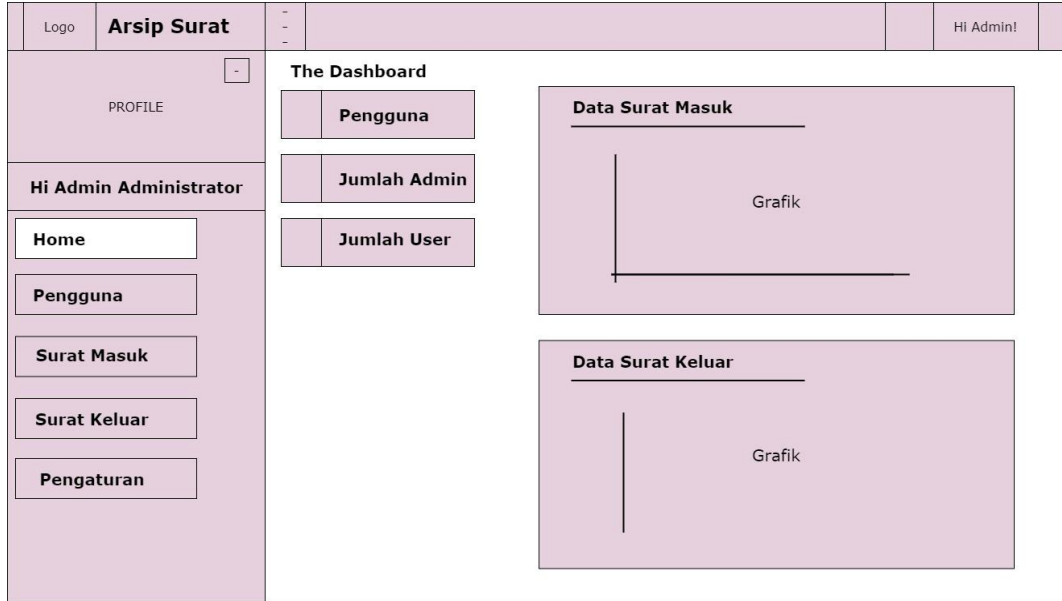 Logo
Arsip Surat
-
-
-
Hi Admin!
-
PROFILE
Hi Admin Administrator
Home
Pengguna
Surat Masuk
Surat Keluar
Pengaturan
The Dashboard
Pengguna
Jumlah Admin
Jumlah User
Data Surat Masuk
Grafik
Data Surat Keluar
Grafik